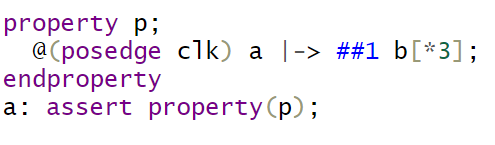 property p;
  @(posedge clk) a |-> ##1 b[*3];
endproperty
a: assert property(p);